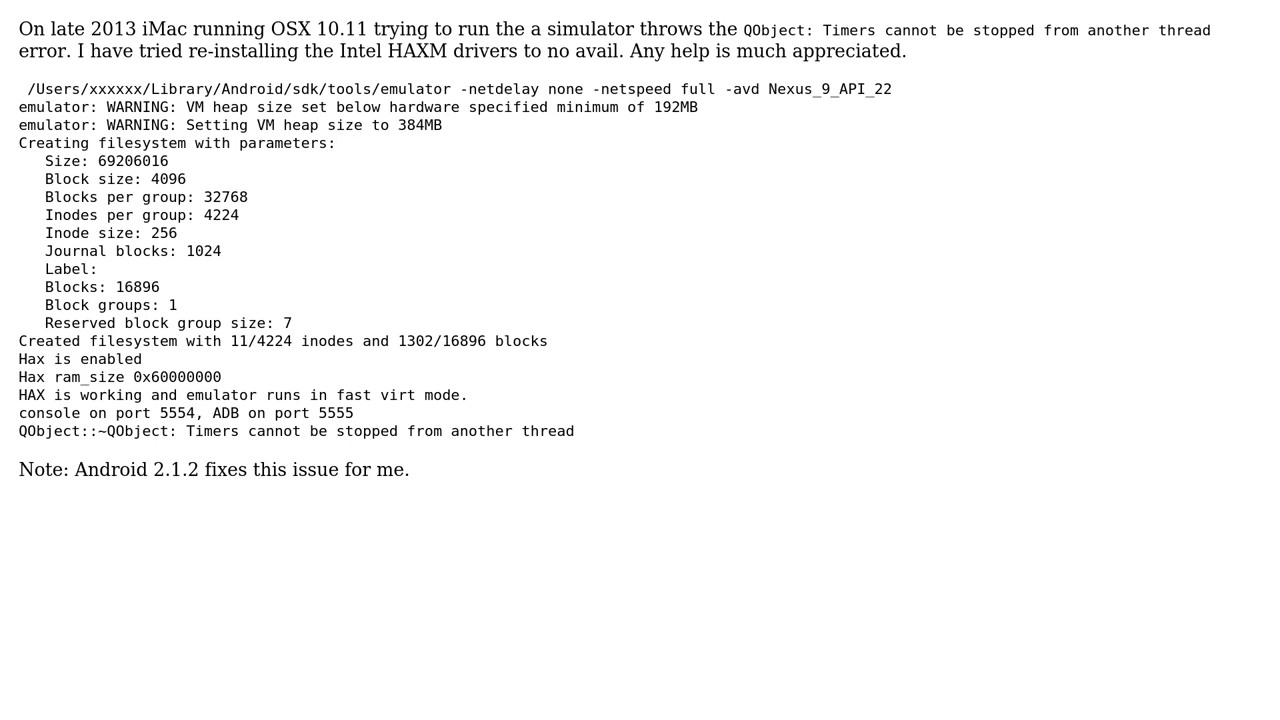 On late 2013 iMac running OSX 10.11 trying to run the a simulator throws the QObject: Timers cannot be stopped from another thread
error. I have tried re-installing the Intel HAXM drivers to no avail. Any help is much appreciated.
/Users/xxxxxx/Library/Android/sdk/tools/emulator -netdelay none -netspeed full -avd Nexus_9_API_22
emulator: WARNING: VM heap size set below hardware specified minimum of 192MB
emulator: WARNING: Setting VM heap size to 384MB
Creating filesystem with parameters:
Size: 69206016
Block size: 4096
Blocks per group: 32768
Inodes per group: 4224
Inode size: 256
Journal blocks: 1024
Label:
Blocks: 16896
Block groups: 1
Reserved block group size: 7
Created filesystem with 11/4224 inodes and 1302/16896 blocks
Hax is enabled
Hax ram_size 0x60000000
HAX is working and emulator runs in fast virt mode.
console on port 5554, ADB on port 5555
QObject::~QObject: Timers cannot be stopped from another thread
Note: Android 2.1.2 fixes this issue for me.